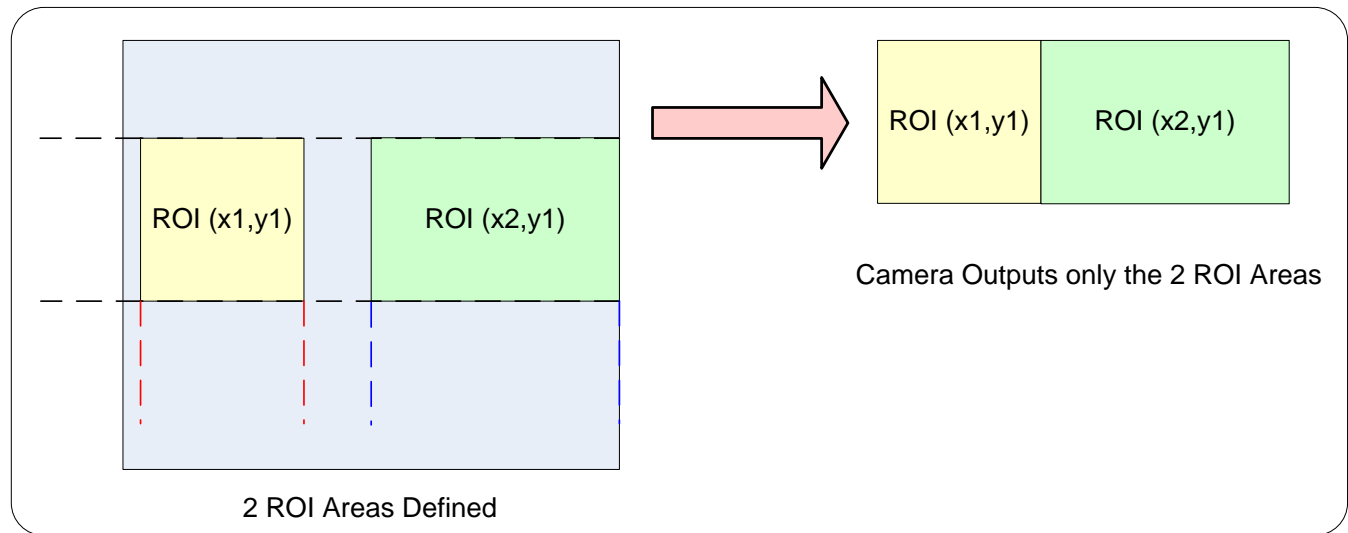 ROI (x1,y1)
ROI (x2,y1)
2 ROI Areas Defined
ROI (x1,y1)
ROI (x2,y1)
Camera Outputs only the 2 ROI Areas